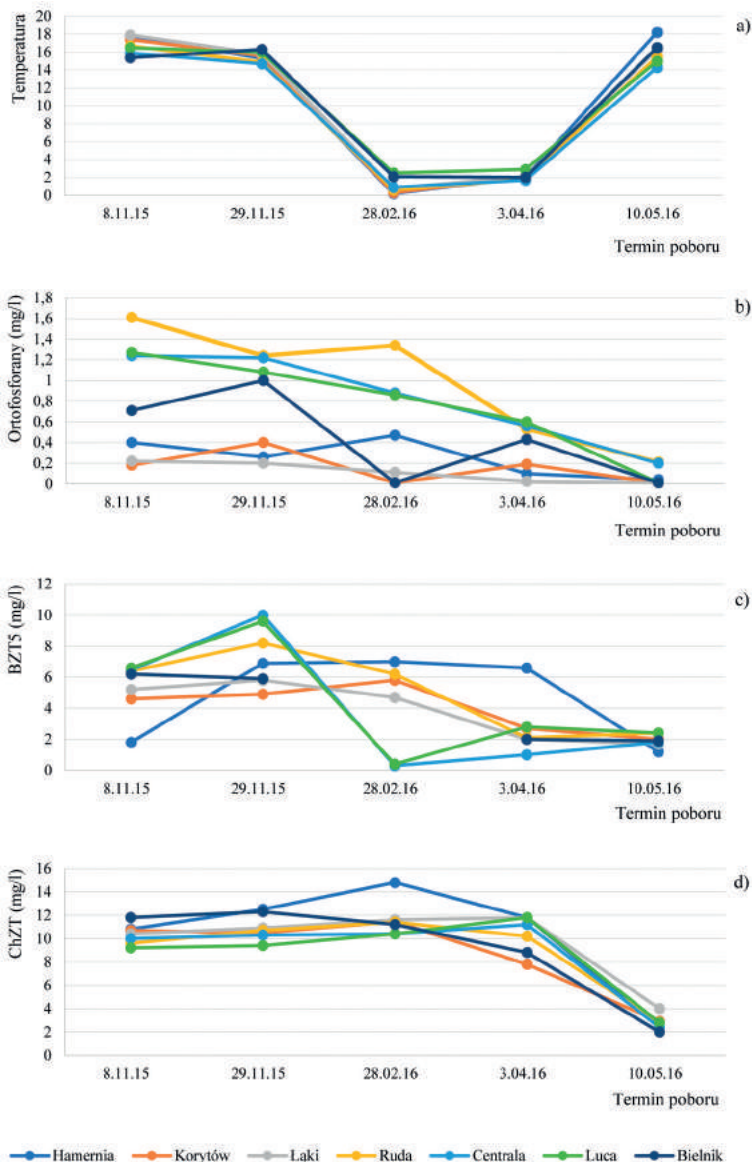 a)
Temperatura
20
18
16
14
12
10
8
6
4
2
0
8.11.15 29.11.15 28.02.16 3.04.16 10.05.16
Termin poboru
b)
Ortofosforany (mg/l)
1,8
1,6
1,4
1,2
1
0,8
0,6
0,4
0,2
0
8.11.15 29.11.15 28.02.16 3.04.16 10.05.16
Termin poboru
c)
BZT5 (mg/l)
12
10
8
6
4
2
0
8.11.15 29.11.15 28.02.16 3.04.16 10.05.16
Termin poboru
d)
ChZT (mg/l)
16
14
12
10
8
6
4
2
0
8.11.15 29.11.15 28.02.16 3.04.16 10.05.16
Termin poboru
Hamernia Korytów Łąki Ruda Centrala Luca Bielnik